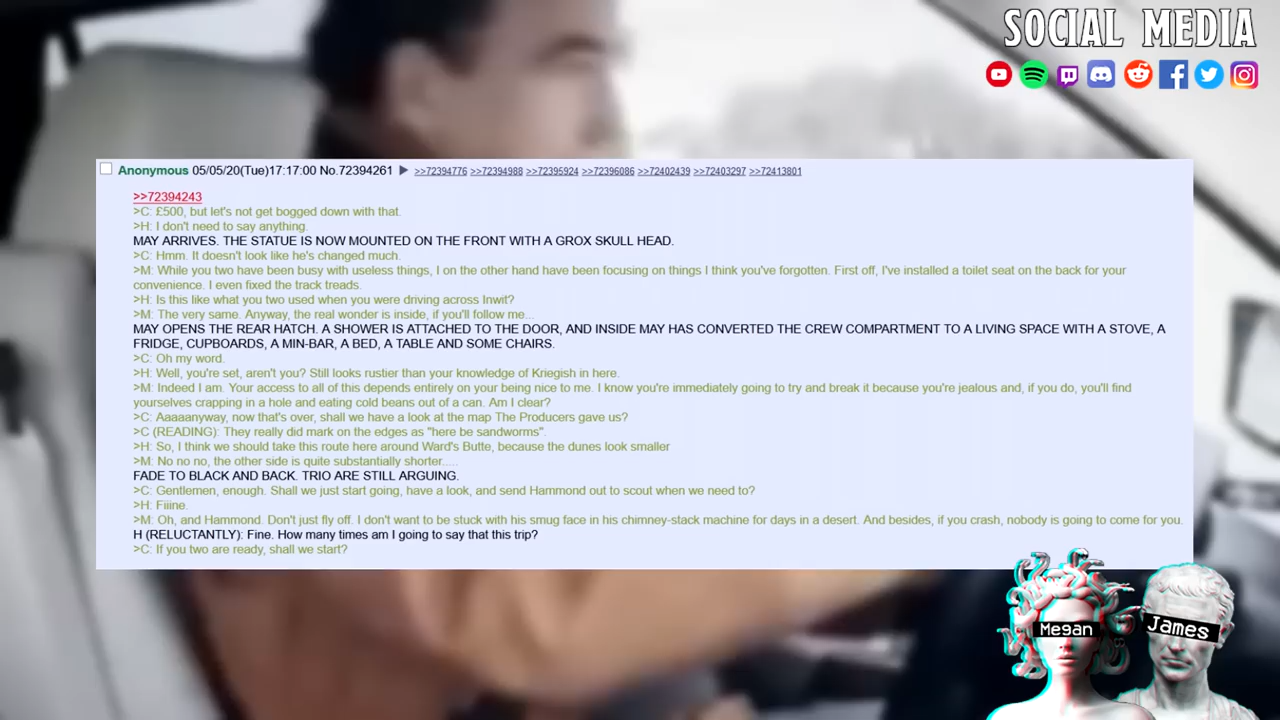 SOCIAL MEDIA
Anonymous 05/05/20(Tue)17:17:00 No.72394261 ▶ >>72394776 >>72394988 >>72395924 >>72396086 >>72402439 >>72403297 >>72413801
>>72394243
>C: £500, but let's not get bogged down with that.
>H: I don't need to say anything.
MAY ARRIVES. THE STATUE IS NOW MOUNTED ON THE FRONT WITH A GROX SKULL HEAD.
>C: Hmm. It doesn't look like he's changed much.
>M: While you two have been busy with useless things, I on the other hand have been focusing on things I think you've forgotten. First off, I've installed a toilet seat on the back for your
convenience. I even fixed the track treads.
>H: Is this like what you two used when you were driving across Inwit?
>M: The very same. Anyway, the real wonder is inside, if you'll follow me...
MAY OPENS THE REAR HATCH. A SHOWER IS ATTACHED TO THE DOOR, AND INSIDE MAY HAS CONVERTED THE CREW COMPARTMENT TO A LIVING SPACE WITH A STOVE, A
FRIDGE, CUPBOARDS, A MIN-BAR, A BED, A TABLE AND SOME CHAIRS.
>C: Oh my word.
>H: Well, you're set, aren't you? Still looks rustier than your knowledge of Kriegish in here.
>M: Indeed I am. Your access to all of this depends entirely on your being nice to me. I know you're immediately going to try and break it because you're jealous and, if you do, you'll find
yourselves crapping in a hole and eating cold beans out of a can. Am I clear?
>C: Aaaaanyway, now that's over, shall we have a look at the map The Producers gave us?
>C (READING): They really did mark on the edges as "here be sandworms".
>H: So, I think we should take this route here around Ward's Butte, because the dunes look smaller
>M: No no no, the other side is quite substantially shorter.....
FADE TO BLACK AND BACK. TRIO ARE STILL ARGUING.
>C: Gentlemen, enough. Shall we just start going, have a look, and send Hammond out to scout when we need to?
>H: Fiiine.
>M: Oh, and Hammond. Don't just fly off. I don't want to be stuck with his smug face in his chimney-stack machine for days in a desert. And besides, if you crash, nobody is going to come for you.
H (RELUCTANTLY): Fine. How many times am I going to say that this trip?
>C: If you two are ready, shall we start?
Megan
James